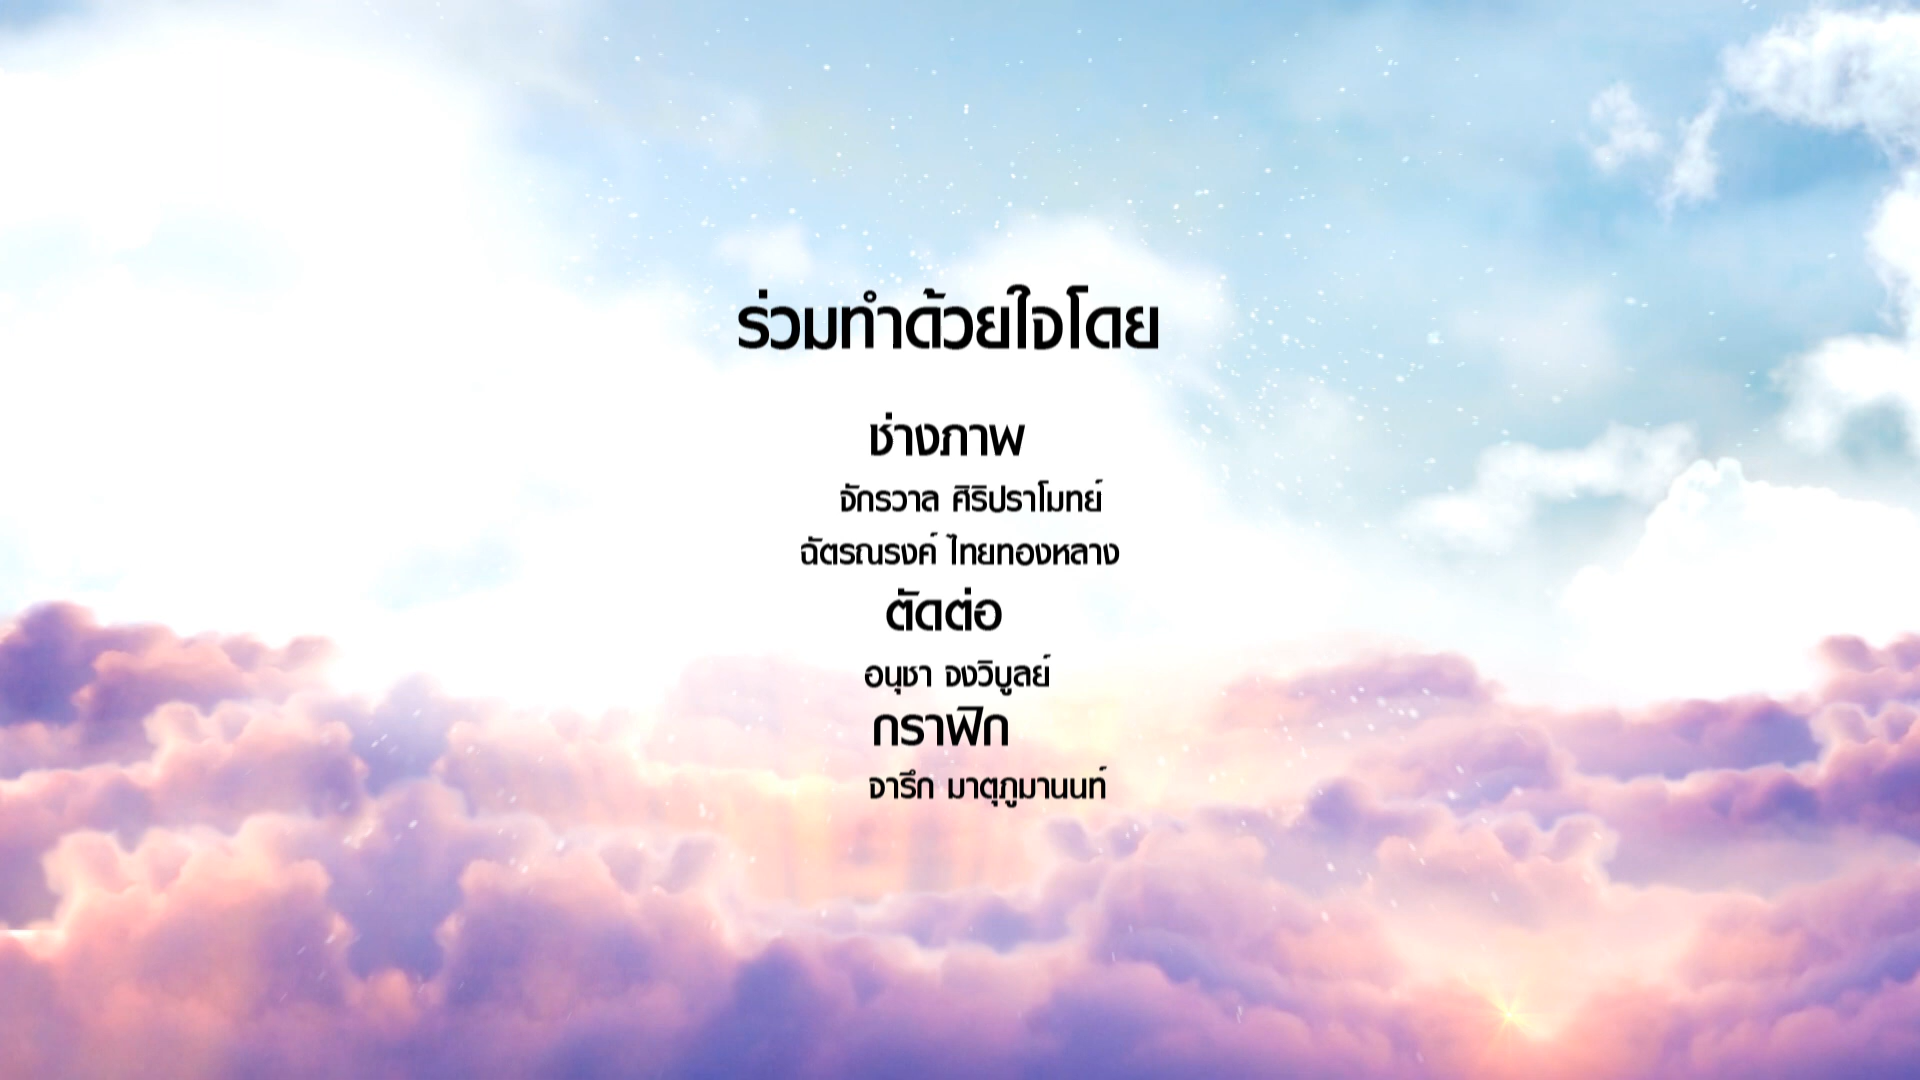 ร่วมทำด้วยใจโดย
ช่างภาพ
จักรวาล ศิริปราโมทย์
ฉัตรณรงค์ ไทยทองหลาง
ตัดต่อ
อนุชา จงวิบูลย์
กราฟิก
จารึก มาตุภูมานนท์